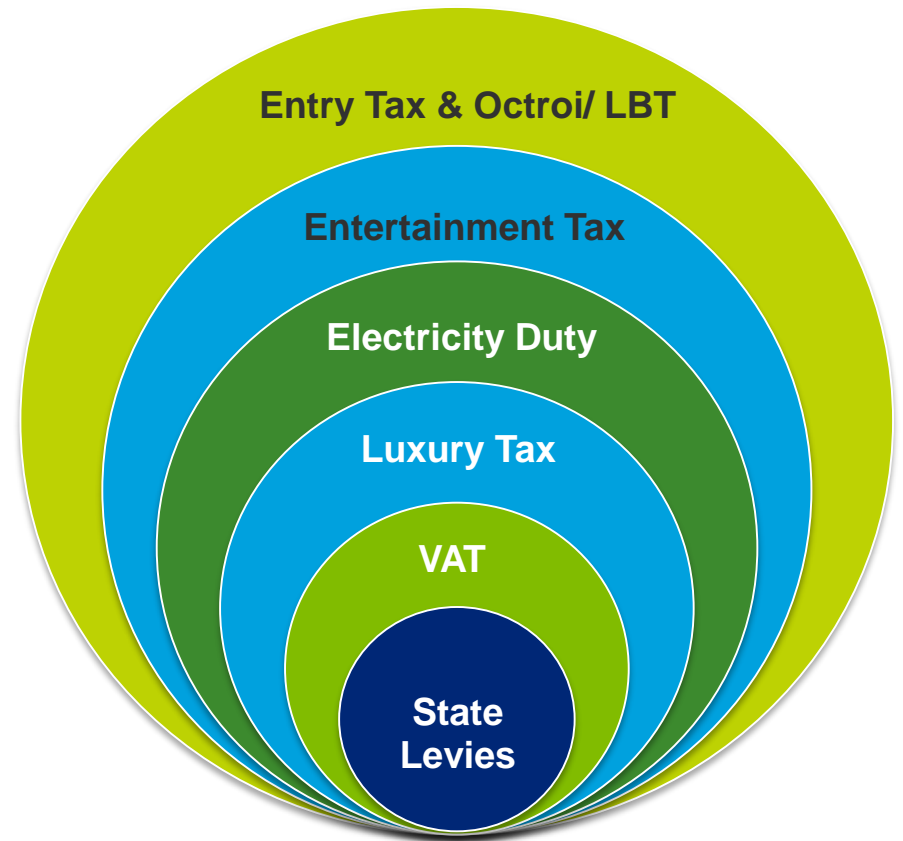 Entry Tax & Octroi/ LBT
Entertainment Tax
Electricity Duty
Luxury Tax
VAT
State
Levies